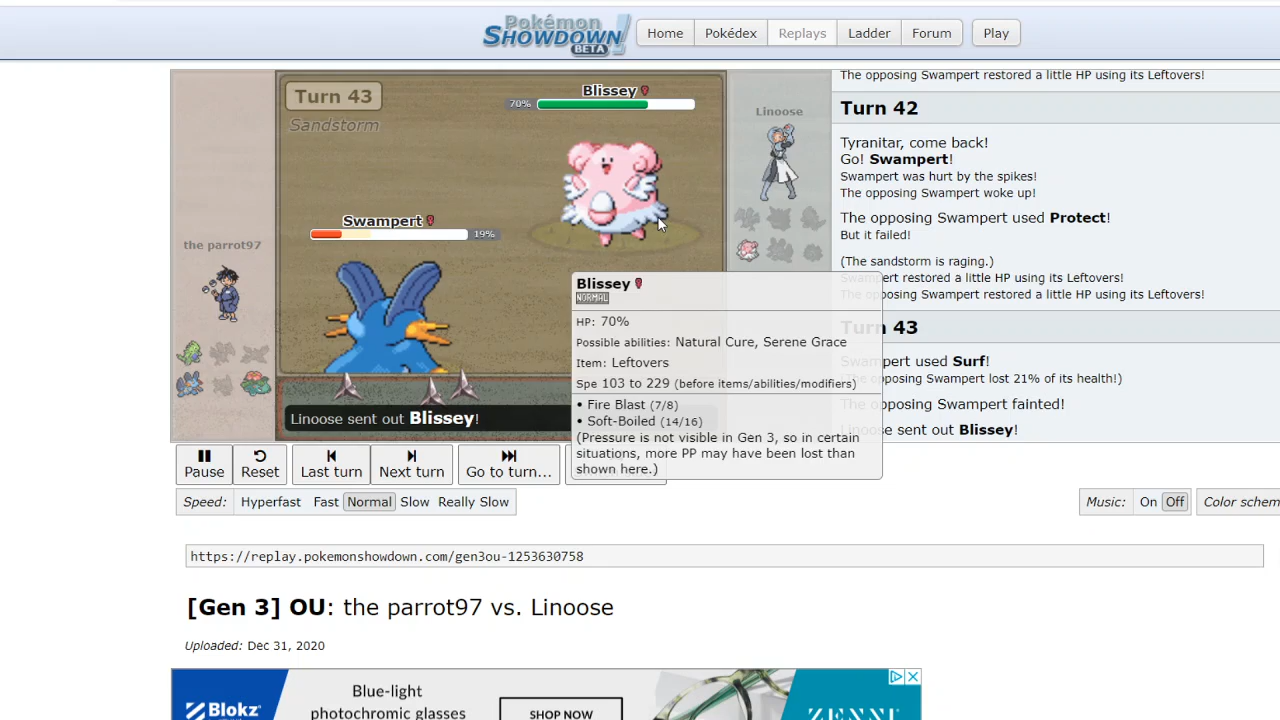 Pokémon
SHOWDOWN!
BETA
Home
Pokédex
Replays
Ladder
Forum
Play
the parrot97
Turn 43
Sandstorm
Blissey
70%
Swampert
19%
Linoose sent out Blissey!
Linoose
Blissey
NORMAL
HP: 70%
Possible abilities: Natural Cure, Serene Grace
Item: Leftovers
Spe 103 to 229 (before items/abilities/modifiers)
• Fire Blast (7/8)
• Soft-Boiled (14/16)
(Pressure is not visible in Gen 3, so in certain
situations, more PP may have been lost than
shown here.)
The opposing Swampert restored a little HP using its Leftovers!
Turn 42
Tyranitar, come back!
Go! Swampert!
Swampert was hurt by the spikes!
The opposing Swampert woke up!
The opposing Swampert used Protect!
But it failed!
(The sandstorm is raging.)
Swampert restored a little HP using its Leftovers!
The opposing Swampert restored a little HP using its Leftovers!
Turn 43
Swampert used Surf!
(The opposing Swampert lost 21% of its health!)
The opposing Swampert fainted!
Linoose sent out Blissey!
Pause
Reset
Last turn
Next turn
Go to turn...
Speed: Hyperfast Fast Normal Slow Really Slow
Music: On Off
Color schem
https://replay.pokemonshowdown.com/gen3ou-1253630758
[Gen 3] OU: the parrot97 vs. Linoose
Uploaded: Dec 31, 2020
Blokz
Blue-light
photochromic glasses
SHOP NOW
ZENNI